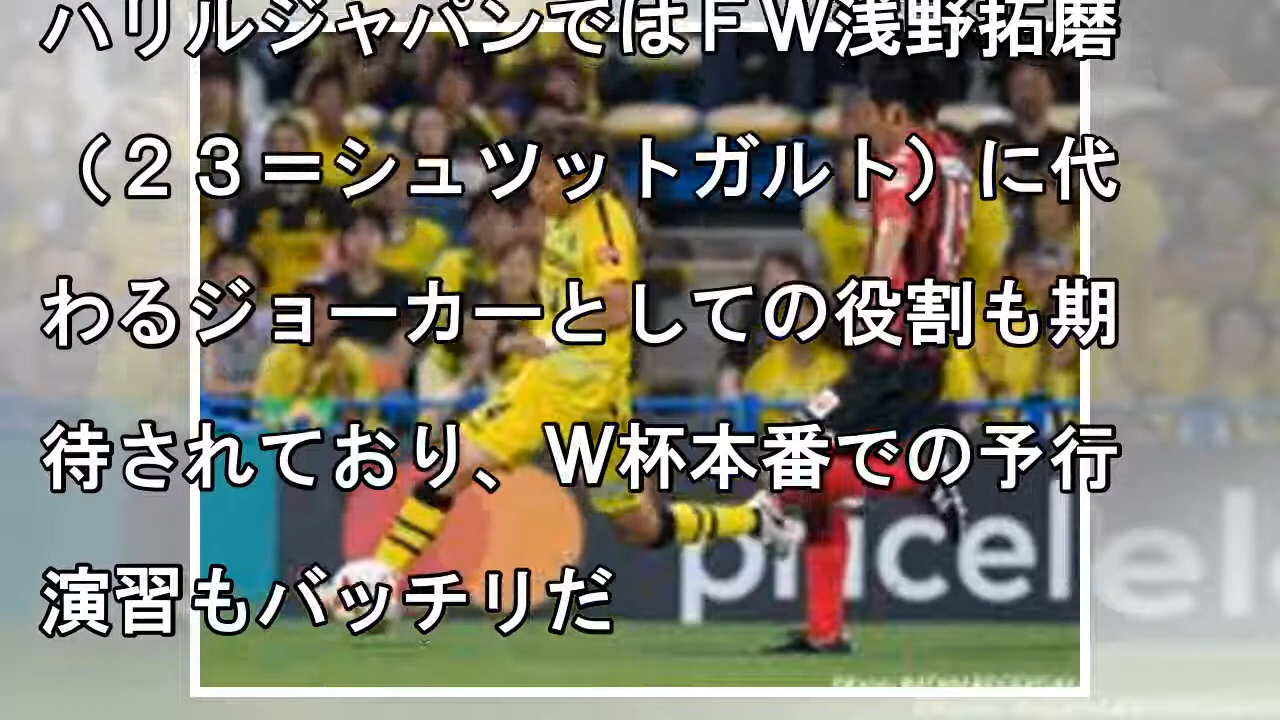 ハリルジャパンではＦＷ浅野拓磨
（２３＝シュツットガルト）に代
わるジョーカーとしての役割も期
待されており、Ｗ杯本番での予行
演習もバッチリだ
pricel
el